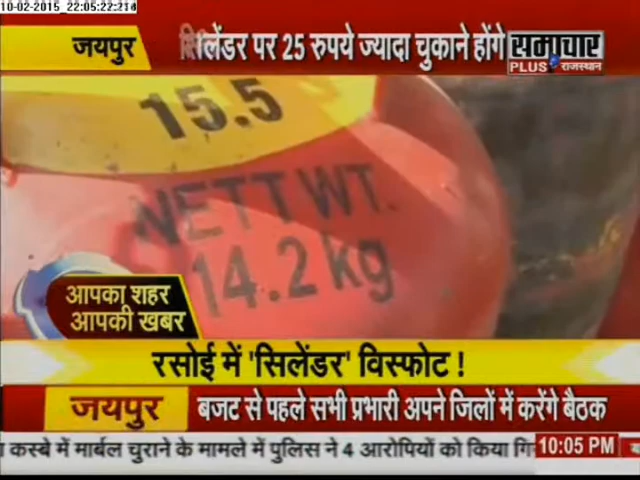 10-02-2015_22:05:22:214
जयपुर
सिलेंडर पर 25 रुपये ज्यादा चुकाने होंगे
समाचार
PLUS राजस्थान
15.5
NETT WT.
14.2 kg
आपका शहर
आपकी खबर
रसोई में 'सिलेंडर' विस्फोट !
जयपुर
बजट से पहले सभी प्रभारी अपने जिलों में करेंगे बैठक
कस्बे में मार्बल चुराने के मामले में पुलिस ने 4 आरोपियों को किया
10:05 PM